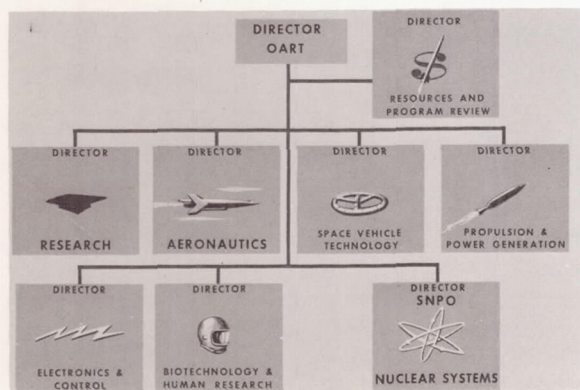 DIRECTOR
OART
DIRECTOR
RESOURCES AND
PROGRAM REVIEW
DIRECTOR
RESEARCH
DIRECTOR
AERONAUTICS
DIRECTOR
SPACE VEHICLE
TECHNOLOGY
DIRECTOR
PROPULSION &
POWER GENERATION
DIRECTOR
ELECTRONICS &
CONTROL
DIRECTOR
BIOTECHNOLOGY &
HUMAN RESEARCH
DIRECTOR
SNPO
NUCLEAR SYSTEMS